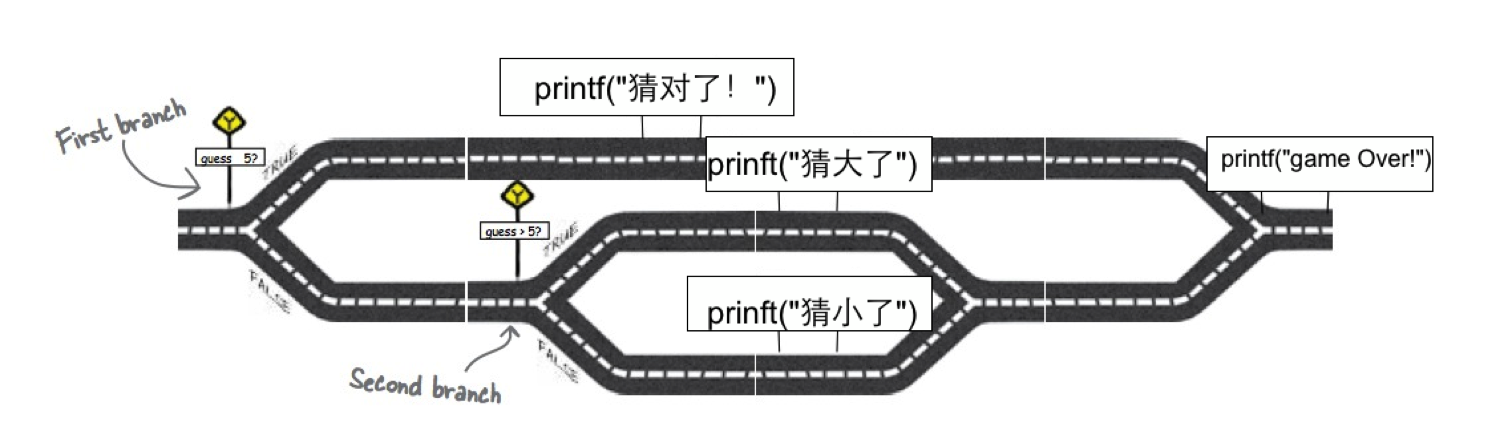 printf("猜对了！")
First branch
guess 5?
TRUE
prinft("猜大了")
printf("game Over!")
guess > 5?
TRUE
FALSE
prinft("猜小了")
FALSE
Second branch